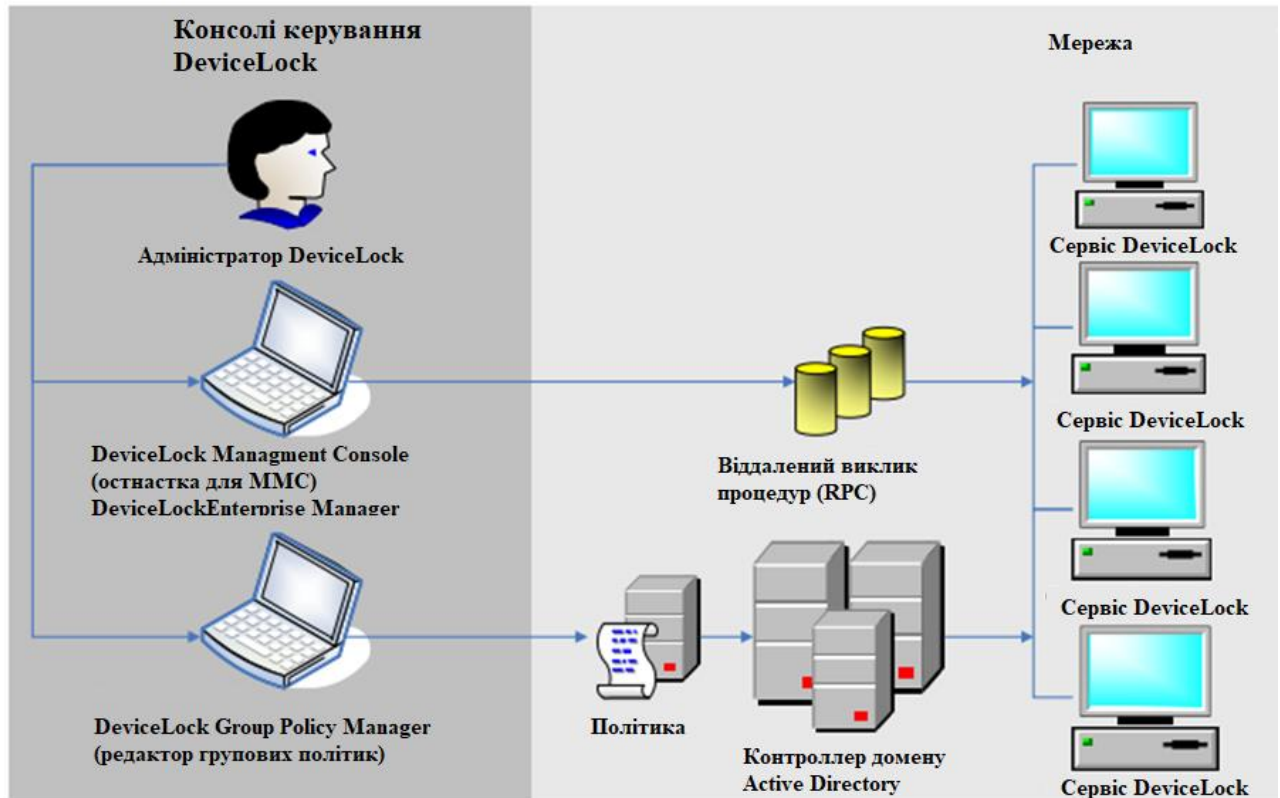 Консолі керування
DeviceLock
Мережа
Адміністратор DeviceLock
Сервіс DeviceLock
DeviceLock Managment Console
(остнастка для ММС)
DeviceLockEnterprise Manager
Віддалений виклик
процедур (RPC)
Сервіс DeviceLock
Сервіс DeviceLock
DeviceLock Group Policy Manager
(редактор групових політик)
Політика
Контроллер домену
Active Directory
Сервіс DeviceLock